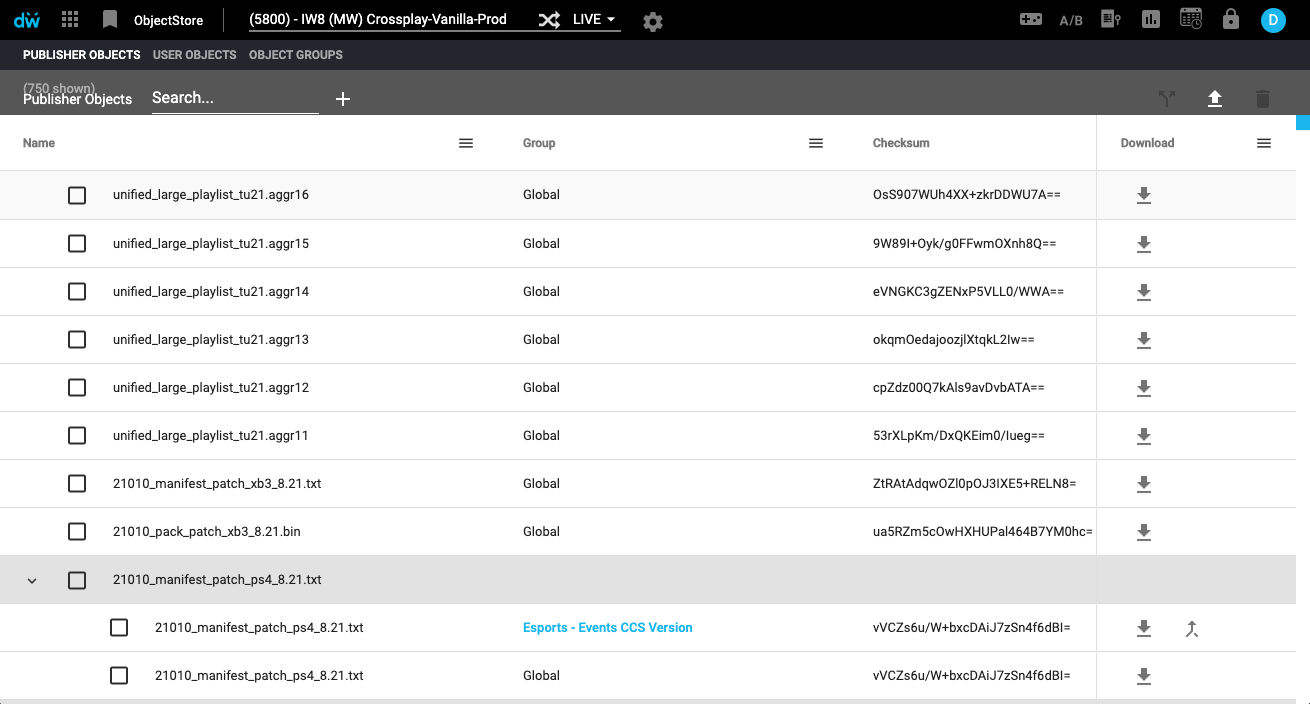 dw ObjectStore (5800) - IW8 (MW) Crossplay-Vanilla-Prod LIVE A/B D
PUBLISHER OBJECTS USER OBJECTS OBJECT GROUPS
(750 shown)
Publisher Objects Search...
Name Group Checksum Download
unified_large_playlist_tu21.aggr16 Global OsS907WUh4XX+zkrDDWU7A==
unified_large_playlist_tu21.aggr15 Global 9W89I+Oyk/g0FFwmOXnh8Q==
unified_large_playlist_tu21.aggr14 Global eVNGKC3gZENxP5VLL0/WWA==
unified_large_playlist_tu21.aggr13 Global okqmOedajoozjlXtqkL2Iw==
unified_large_playlist_tu21.aggr12 Global cpZdz00Q7kAls9avDvbATA==
unified_large_playlist_tu21.aggr11 Global 53rXLpKm/DxQKEim0/Iueg==
21010_manifest_patch_xb3_8.21.txt Global ZtRAtAdqwOZl0pOJ3IXE5+RELN8=
21010_pack_patch_xb3_8.21.bin Global ua5RZm5cOwHXHUPal464B7YM0hc=
21010_manifest_patch_ps4_8.21.txt
21010_manifest_patch_ps4_8.21.txt Esports - Events CCS Version vVCZs6u/W+bxcDAiJ7zSn4f6dBI=
21010_manifest_patch_ps4_8.21.txt Global vVCZs6u/W+bxcDAiJ7zSn4f6dBI=